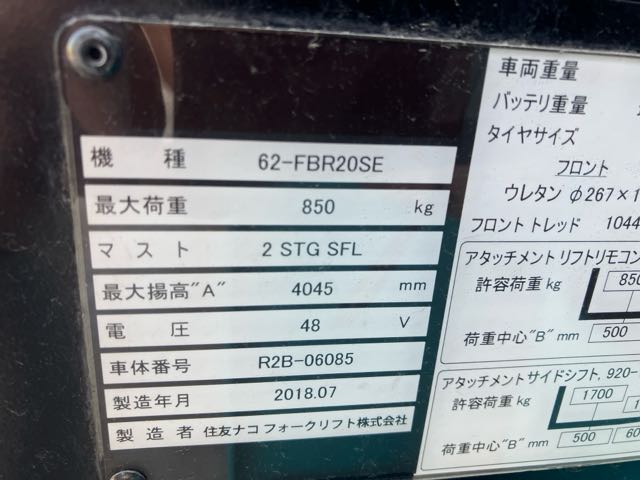 機 種 62-FBR20SE
最大荷重 850 kg
マスト 2 STG SFL
最大揚高"A" 4045 mm
電 圧 48 V
車体番号 R2B-06085
製造年月 2018.07
製造者 住友ナコ フォークリフト株式会社
車両重量
バッテリ重量
タイヤサイズ
フロント
ウレタン φ267×1
フロント トレッド 1044
アタッチメント リフトリモコン
許容荷重 kg 850
荷重中心"B" mm 500
アタッチメント サイドシフト, 920-
許容荷重 kg 1700
荷重中心"B" mm 500 60